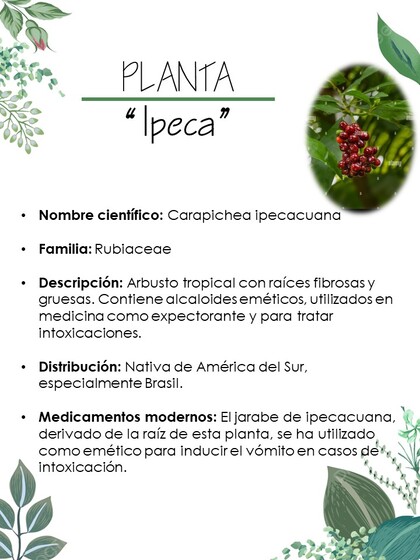 PLANTA
“Ipeca”
• Nombre científico: Carapichea ipecacuana
• Familia: Rubiaceae
• Descripción: Arbusto tropical con raíces fibrosas y
gruesas. Contiene alcaloides eméticos, utilizados en
medicina como expectorante y para tratar
intoxicaciones.
• Distribución: Nativa de América del Sur,
especialmente Brasil.
• Medicamentos modernos: El jarabe de ipecacuana,
derivado de la raíz de esta planta, se ha utilizado
como emético para inducir el vómito en casos de
intoxicación.